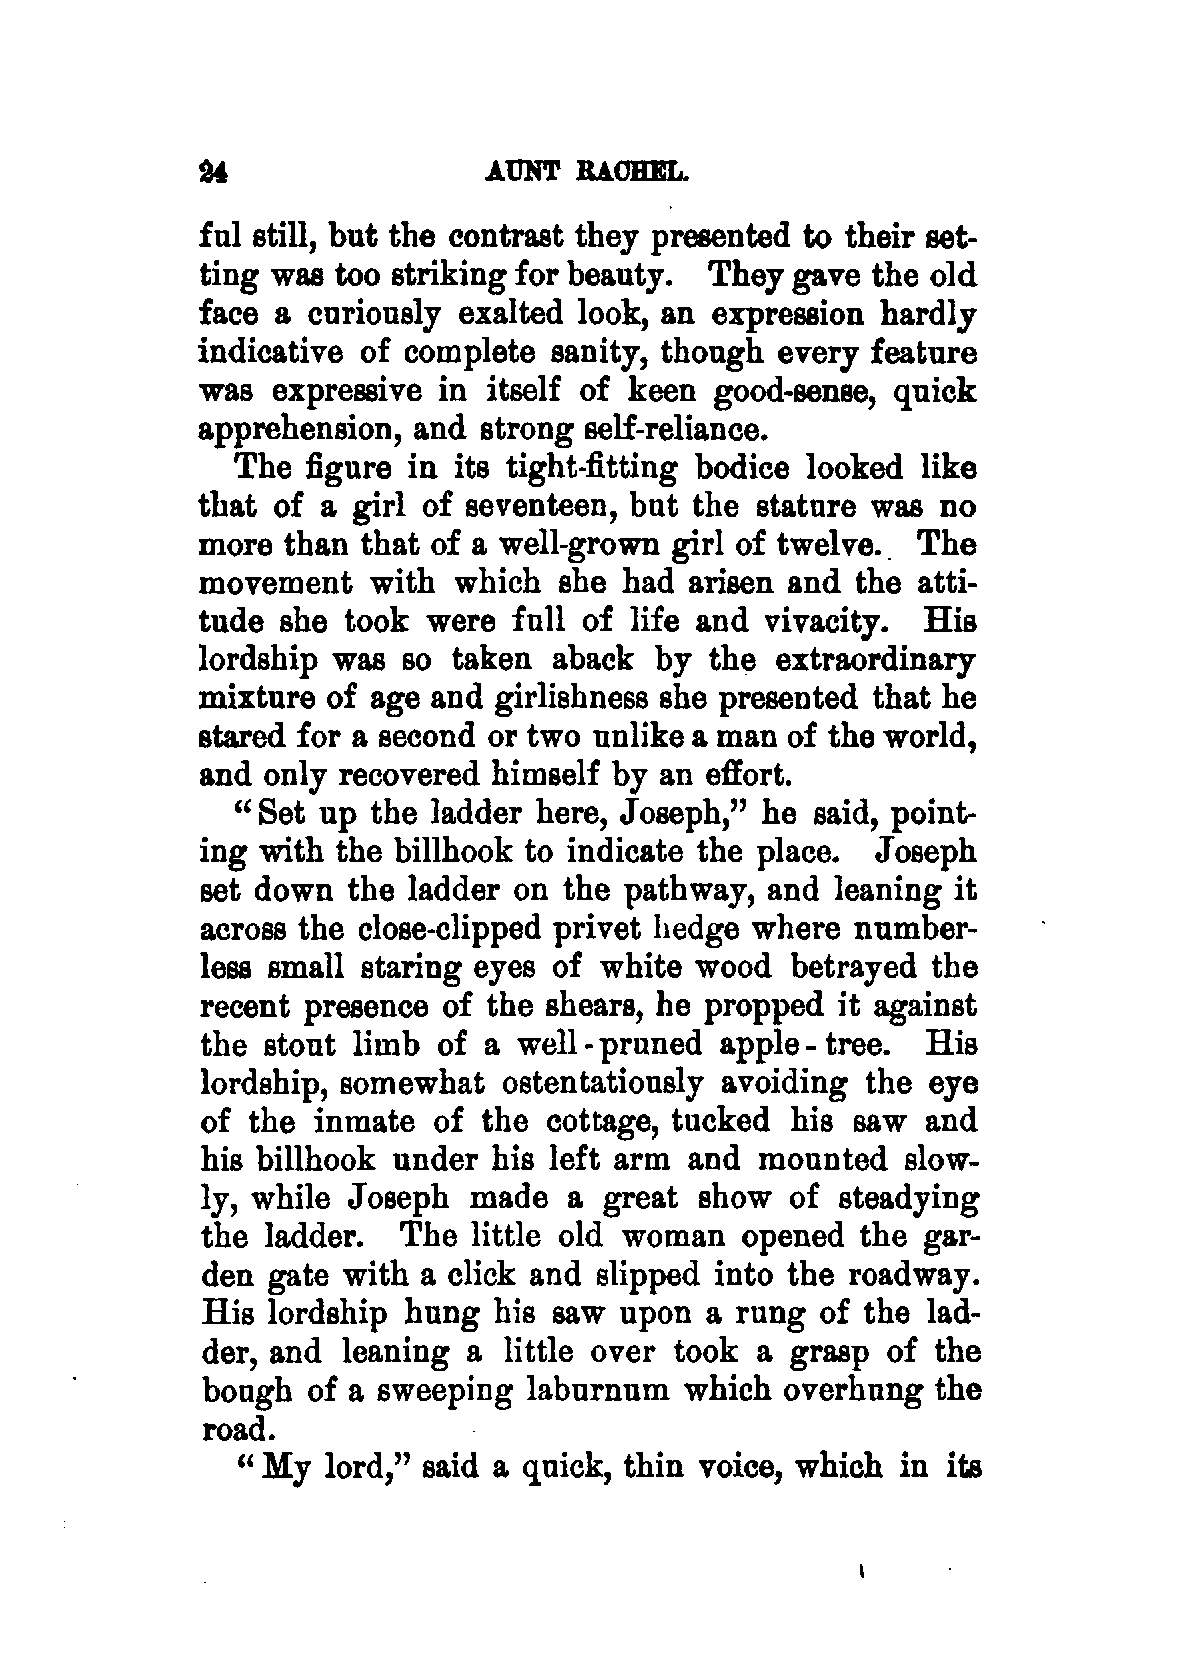 24 AUNT RACHEL.
ful still, but the contrast they presented to their set-
ting was too striking for beauty. They gave the old
face a curiously exalted look, an expression hardly
indicative of complete sanity, though every feature
was expressive in itself of keen good-sense, quick
apprehension, and strong self-reliance.
The figure in its tight-fitting bodice looked like
that of a girl of seventeen, but the stature was no
more than that of a well-grown girl of twelve. The
movement with which she had arisen and the atti-
tude she took were full of life and vivacity. His
lordship was so taken aback by the extraordinary
mixture of age and girlishness she presented that he
stared for a second or two unlike a man of the world,
and only recovered himself by an effort.
“Set up the ladder here, Joseph,” he said, point-
ing with the billhook to indicate the place. Joseph
set down the ladder on the pathway, and leaning it
across the close-clipped privet hedge where number-
less small staring eyes of white wood betrayed the
recent presence of the shears, he propped it against
the stout limb of a well-pruned apple-tree. His
lordship, somewhat ostentatiously avoiding the eye
of the inmate of the cottage, tucked his saw and
his billhook under his left arm and mounted slow-
ly, while Joseph made a great show of steadying
the ladder. The little old woman opened the gar-
den gate with a click and slipped into the roadway.
His lordship hung his saw upon a rung of the lad-
der, and leaning a little over took a grasp of the
bough of a sweeping laburnum which overhung the
road.
“My lord,” said a quick, thin voice, which in its